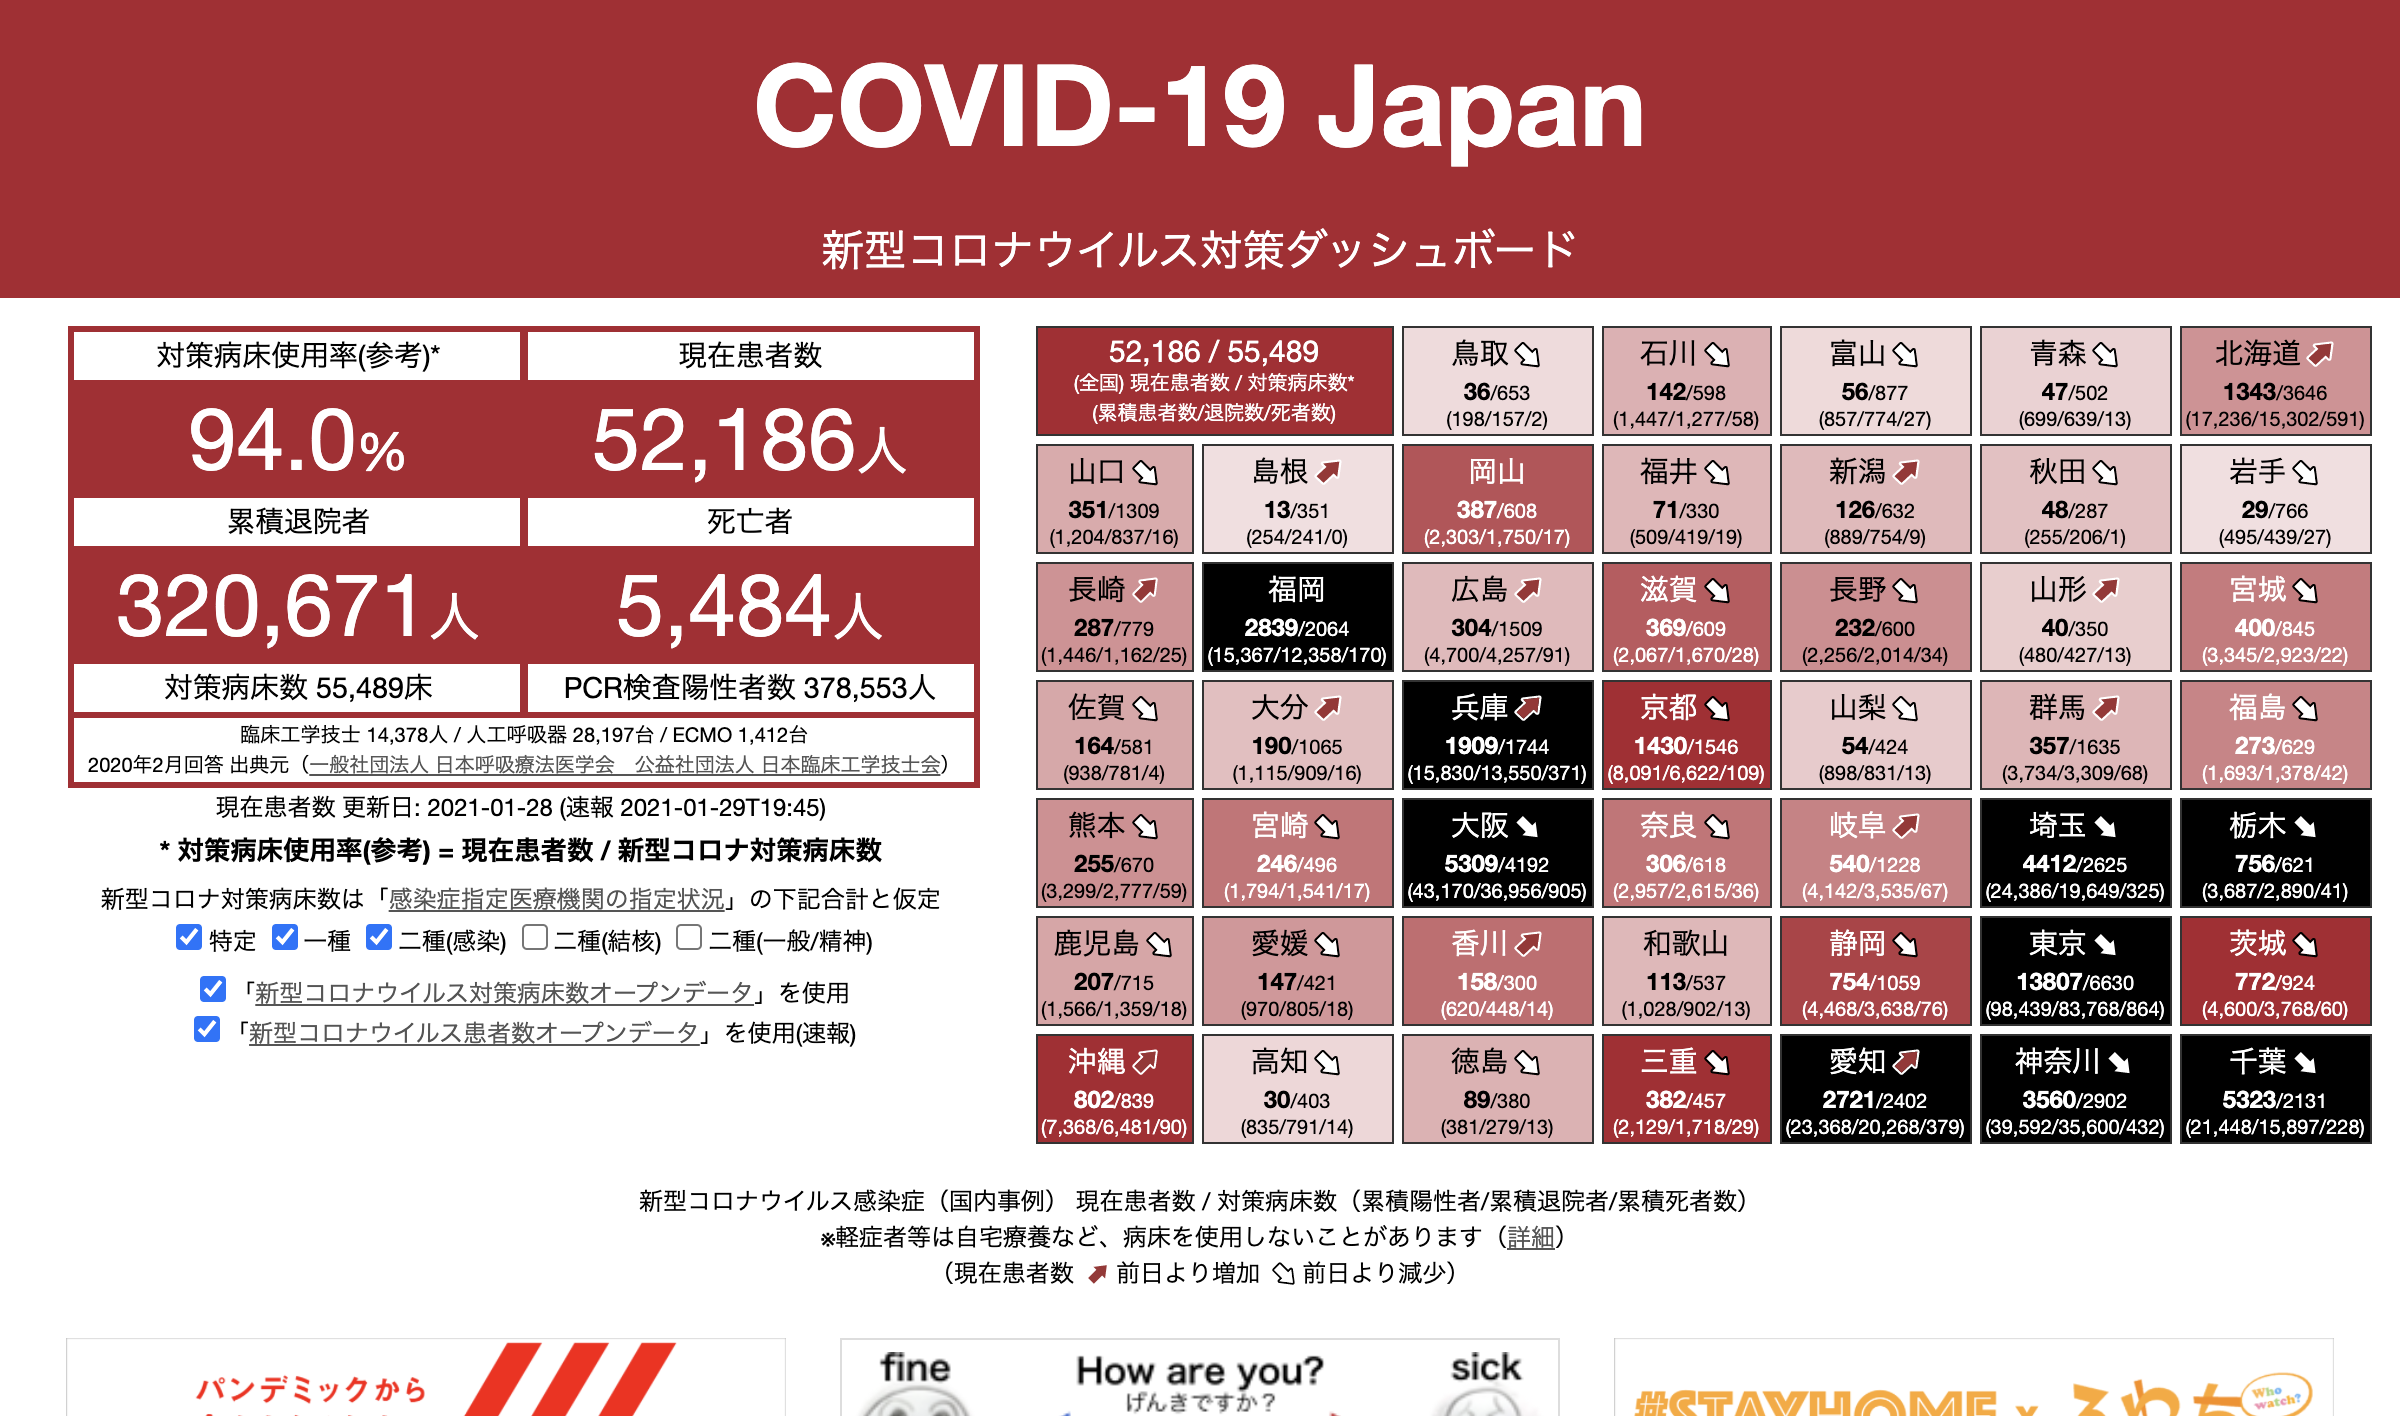 COVID-19 Japan
新型コロナウイルス対策ダッシュボード
対策病床使用率(参考)*
現在患者数
94.0%
52,186人
累積退院者
死亡者
320,671人
5,484人
対策病床数 55,489床
PCR検査陽性者数 378,553人
臨床工学技士 14,378人 / 人工呼吸器 28,197台 / ECMO 1,412台
2020年2月回答 出典元（一般社団法人 日本呼吸療法医学会　公益社団法人 日本臨床工学技士会）
現在患者数 更新日: 2021-01-28 (速報 2021-01-29T19:45)
* 対策病床使用率(参考) = 現在患者数 / 新型コロナ対策病床数
新型コロナ対策病床数は「感染症指定医療機関の指定状況」の下記合計と仮定
特定 一種 二種(感染) 二種(結核) 二種(一般/精神)
「新型コロナウイルス対策病床数オープンデータ」を使用
「新型コロナウイルス患者数オープンデータ」を使用(速報)
52,186 / 55,489
(全国) 現在患者数 / 対策病床数*
(累積患者数/退院数/死者数)
鳥取
36/653
(198/157/2)
石川
142/598
(1,447/1,277/58)
富山
56/877
(857/774/27)
青森
47/502
(699/639/13)
北海道
1343/3646
(17,236/15,302/591)
山口
351/1309
(1,204/837/16)
島根
13/351
(254/241/0)
岡山
387/608
(2,303/1,750/17)
福井
71/330
(509/419/19)
新潟
126/632
(889/754/9)
秋田
48/287
(255/206/1)
岩手
29/766
(495/439/27)
長崎
287/779
(1,446/1,162/25)
福岡
2839/2064
(15,367/12,358/170)
広島
304/1509
(4,700/4,257/91)
滋賀
369/609
(2,067/1,670/28)
長野
232/600
(2,256/2,014/34)
山形
40/350
(480/427/13)
宮城
400/845
(3,345/2,923/22)
佐賀
164/581
(938/781/4)
大分
190/1065
(1,115/909/16)
兵庫
1909/1744
(15,830/13,550/371)
京都
1430/1546
(8,091/6,622/109)
山梨
54/424
(898/831/13)
群馬
357/1635
(3,734/3,309/68)
福島
273/629
(1,693/1,378/42)
熊本
255/670
(3,299/2,777/59)
宮崎
246/496
(1,794/1,541/17)
大阪
5309/4192
(43,170/36,956/905)
奈良
306/618
(2,957/2,615/36)
岐阜
540/1228
(4,142/3,535/67)
埼玉
4412/2625
(24,386/19,649/325)
栃木
756/621
(3,687/2,890/41)
鹿児島
207/715
(1,566/1,359/18)
愛媛
147/421
(970/805/18)
香川
158/300
(620/448/14)
和歌山
113/537
(1,028/902/13)
静岡
754/1059
(4,468/3,638/76)
東京
13807/6630
(98,439/83,768/864)
茨城
772/924
(4,600/3,768/60)
沖縄
802/839
(7,368/6,481/90)
高知
30/403
(835/791/14)
徳島
89/380
(381/279/13)
三重
382/457
(2,129/1,718/29)
愛知
2721/2402
(23,368/20,268/379)
神奈川
3560/2902
(39,592/35,600/432)
千葉
5323/2131
(21,448/15,897/228)
新型コロナウイルス感染症（国内事例） 現在患者数 / 対策病床数（累積陽性者/累積退院者/累積死者数）
※軽症者等は自宅療養など、病床を使用しないことがあります（詳細）
（現在患者数 前日より増加 前日より減少）
パンデミックから
fine
How are you?
げんきですか？
sick
#STAYHOME x ふわっち
Who watch?